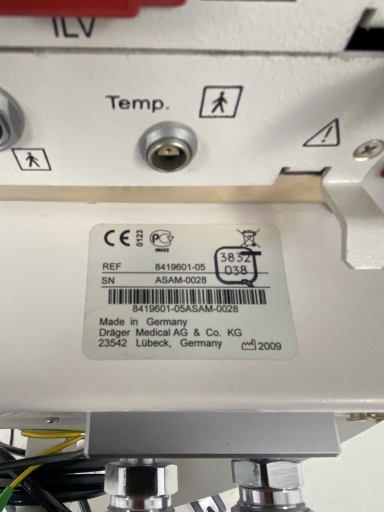 ILV
Temp.
CE 0123
3832
038
REF 8419601-05
SN ASAM-0028
8419601-05ASAM-0028
Made in Germany
Dräger Medical AG & Co. KG
23542 Lübeck, Germany 2009